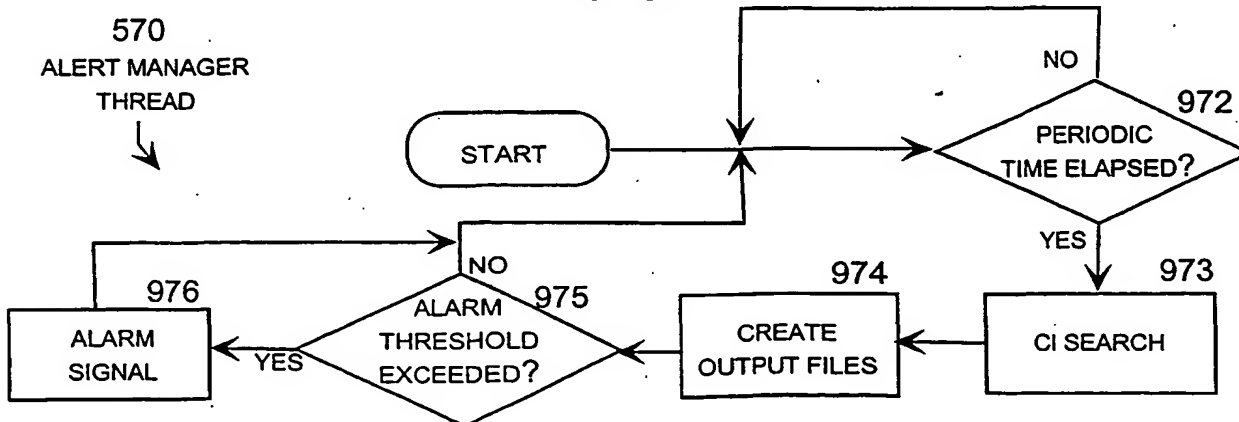 570
ALERT MANAGER
THREAD
START
NO
972
PERIODIC
TIME ELAPSED?
YES
973
CI SEARCH
974
CREATE
OUTPUT FILES
975
NO
ALARM
THRESHOLD
EXCEEDED?
YES
976
ALARM
SIGNAL